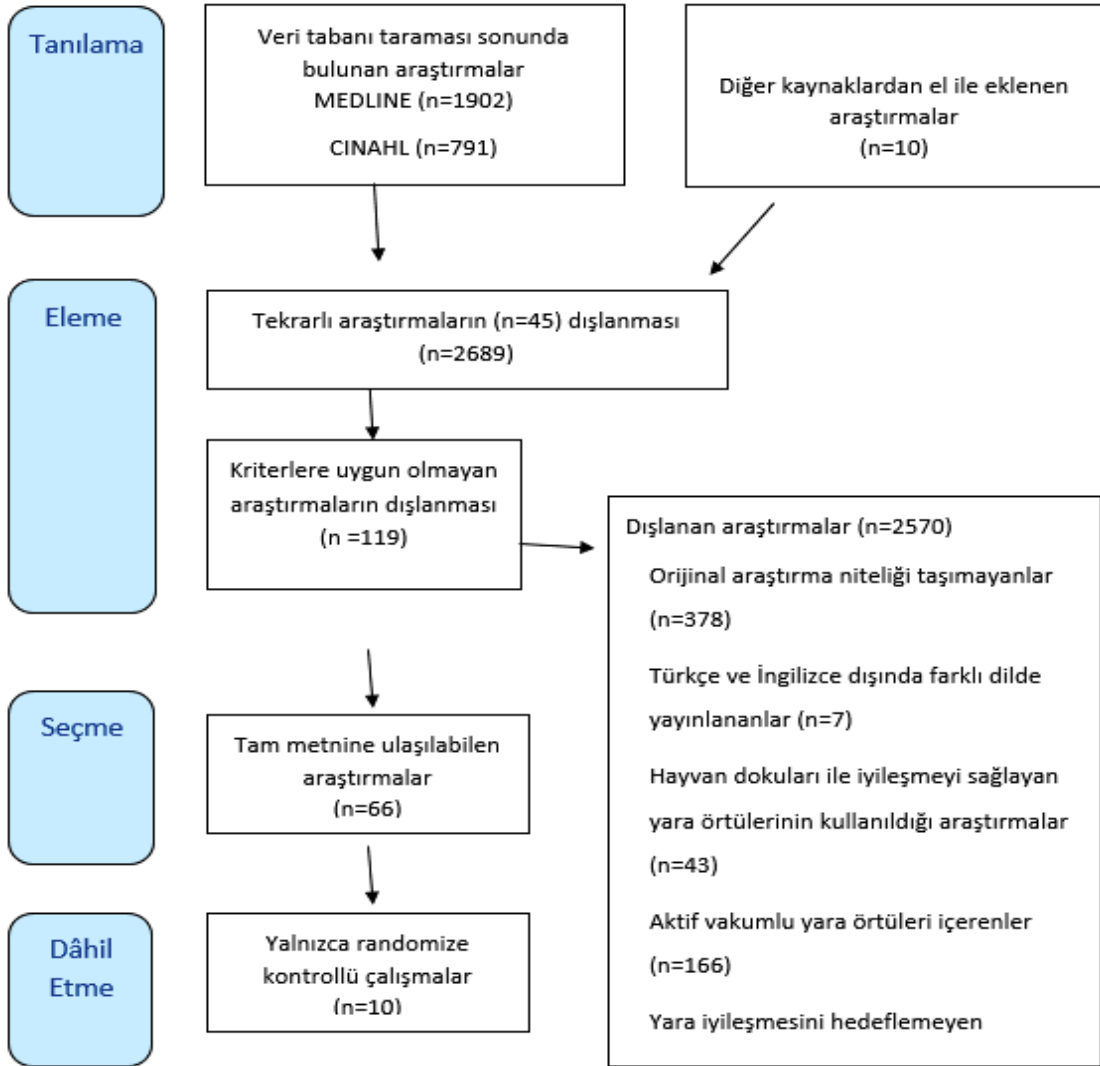 Tanılama
Veri tabanı taraması sonunda
bulunan araştırmalar
MEDLINE (n=1902)
CINAHL (n=791)
Diğer kaynaklardan el ile eklenen
araştırmalar
(n=10)
Eleme
Tekrarlı araştırmaların (n=45) dışlanması
(n=2689)
Kriterlere uygun olmayan
araştırmaların dışlanması
(n =119)
Dışlanan araştırmalar (n=2570)
Orijinal araştırma niteliği taşımayanlar
(n=378)
Türkçe ve İngilizce dışında farklı dilde
yayınlananlar (n=7)
Hayvan dokuları ile iyileşmeyi sağlayan
yara örtülerinin kullanıldığı araştırmalar
(n=43)
Aktif vakumlu yara örtüleri içerenler
(n=166)
Yara iyileşmesini hedeflemeyen
Seçme
Tam metnine ulaşılabilen
araştırmalar
(n=66)
Dâhil
Etme
Yalnızca randomize
kontrollü çalışmalar
(n=10)